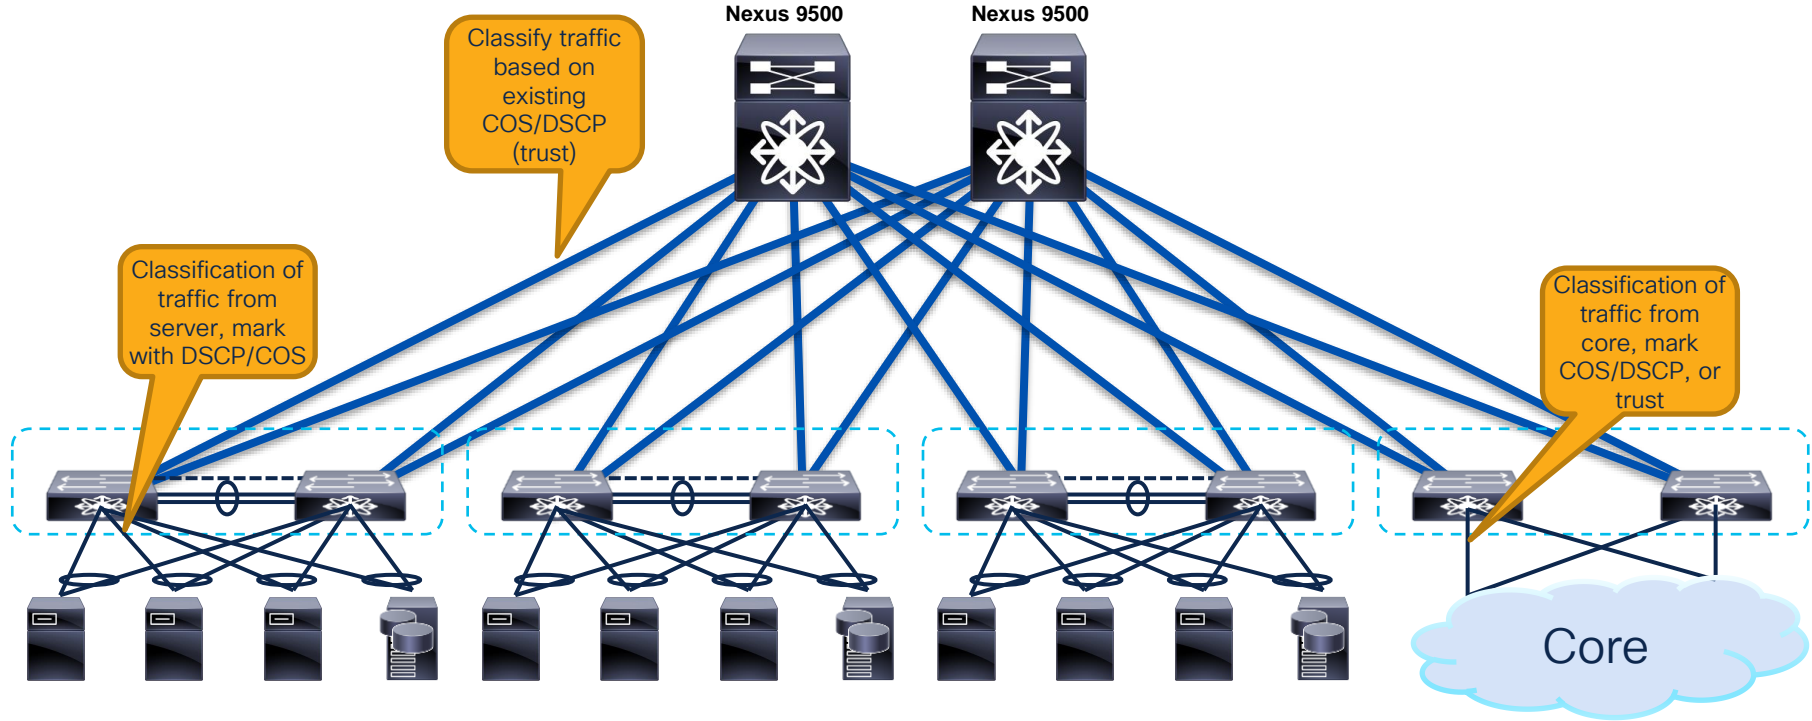 Nexus 9500
Nexus 9500
Classify traffic
based on
existing
COS/DSCP
(trust)
Classification of
traffic from
server, mark
with DSCP/COS
Classification of
traffic from
core, mark
COS/DSCP, or
trust
Core